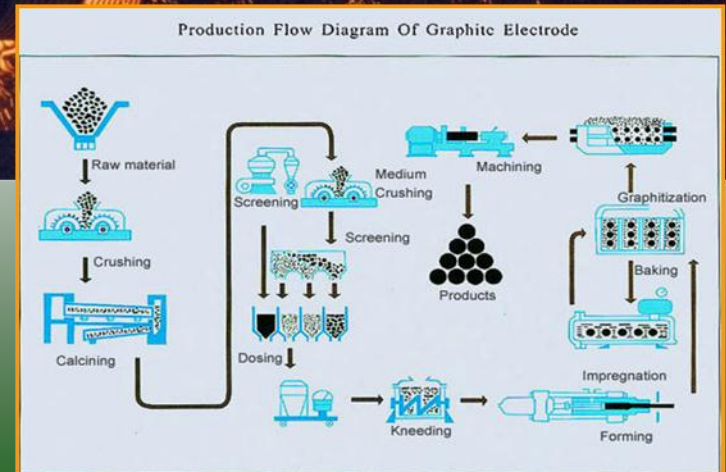 Production Flow Diagram Of Graphite Electrode
Raw material
Crushing
Calcining
Screening
Medium
Crushing
Screening
Dosing
Kneeding
Forming
Impregnation
Baking
Graphitization
Machining
Products